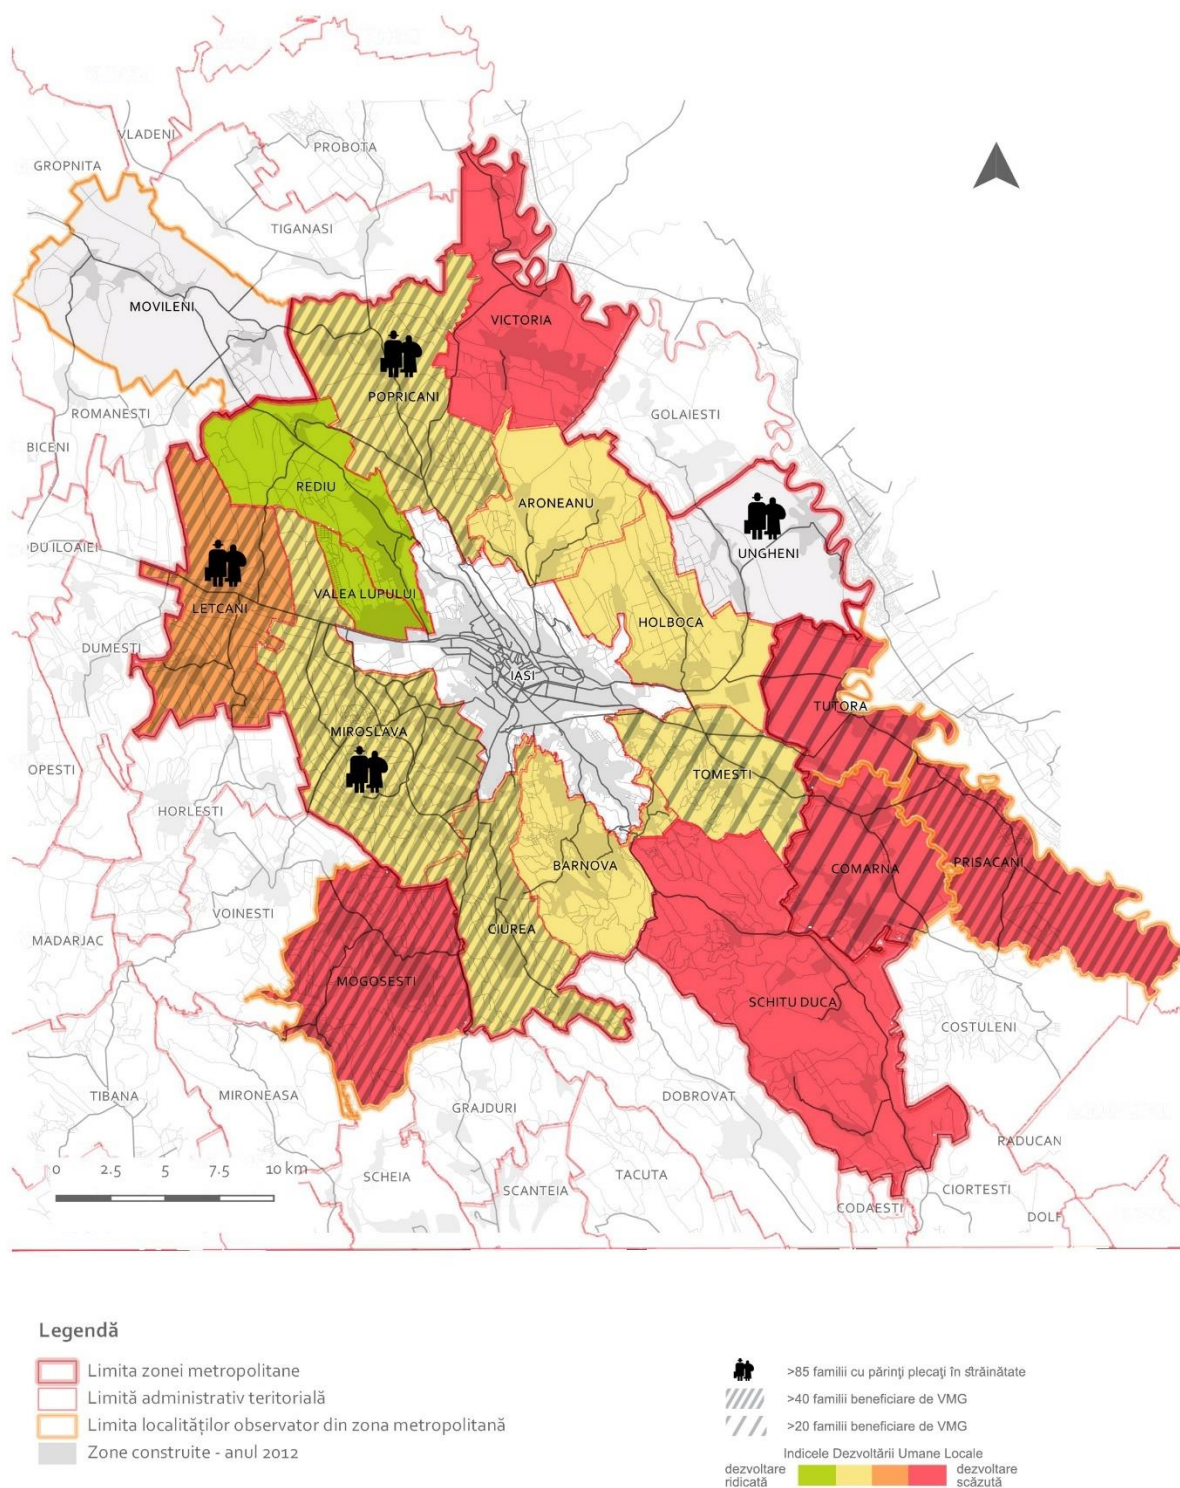 VLADENI
PROBOTA
GROPNITA
TIGANASI
MOVILENI
VICTORIA
POPRICANI
ROMANESTI
GOLAIESTI
BICENI
REDIU
ARONEANU
DU ILOAIEI
UNGHENI
VALEA LUPULUI
LETCANI
HOLBOCA
DUMESTI
IASI
TUTORA
MIROSLAVA
OPESTI
TOMESTI
HORLESTI
BARNOVA
COMARNA
PRISACANI
VOINESTI
CIUREA
MADARJAC
MOGOSESTI
SCHITU DUCA
COSTULENI
TIBANA
MIRONEASA
DOBROVAT
GRAJDURI
RADUCAN
0 2.5 5 7.5 10 km
SCHEIA
TACUTA
SCANTEIA
CIORTESTI
CODAESTI
DOLF
Legendă
Limita zonei metropolitane
Limită administrativ teritorială
Limita localităților observator din zona metropolitană
Zone construite - anul 2012
>85 familii cu părinți plecați în străinătate
>40 familii beneficiare de VMG
>20 familii beneficiare de VMG
Indicele Dezvoltării Umane Locale
dezvoltare ridicată
dezvoltare scăzută